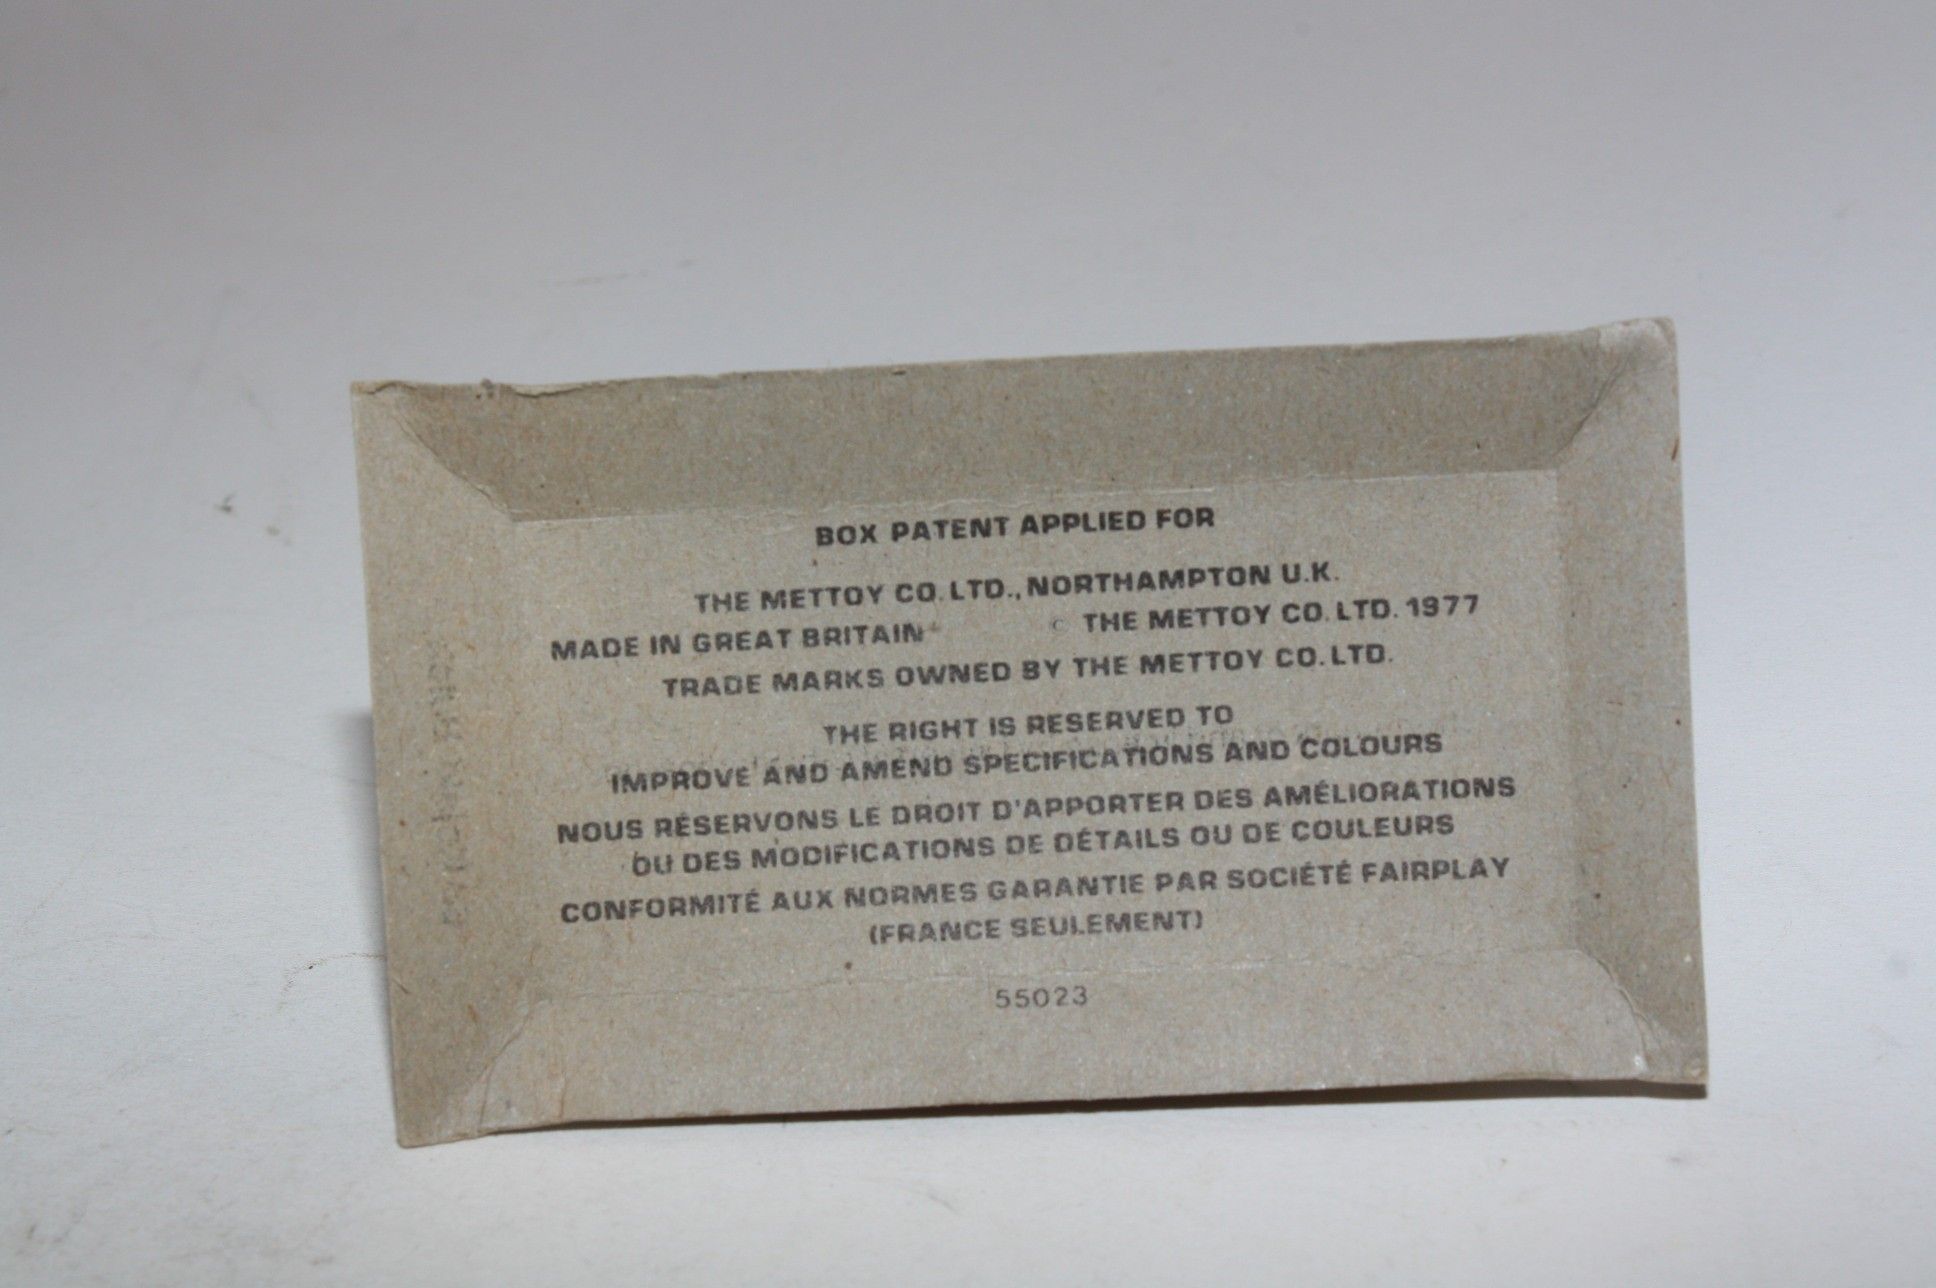 BOX PATENT APPLIED FOR
THE METTOY CO. LTD., NORTHAMPTON U.K.
MADE IN GREAT BRITAIN © THE METTOY CO. LTD. 1977
TRADE MARKS OWNED BY THE METTOY CO. LTD.
THE RIGHT IS RESERVED TO
IMPROVE AND AMEND SPECIFICATIONS AND COLOURS
NOUS RÉSERVONS LE DROIT D'APPORTER DES AMÉLIORATIONS
OU DES MODIFICATIONS DE DÉTAILS OU DE COULEURS
CONFORMITÉ AUX NORMES GARANTIE PAR SOCIÉTÉ FAIRPLAY
(FRANCE SEULEMENT)
55023